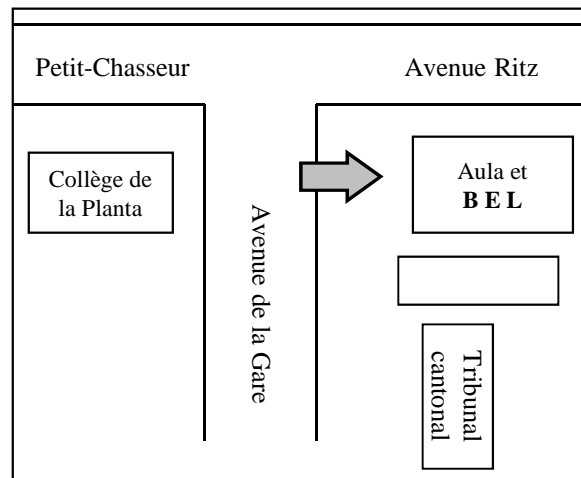 Petit-Chasseur
Avenue Ritz
Collège de
la Planta
Aula et
B E L
Avenue de la Gare
Tribunal
cantonal